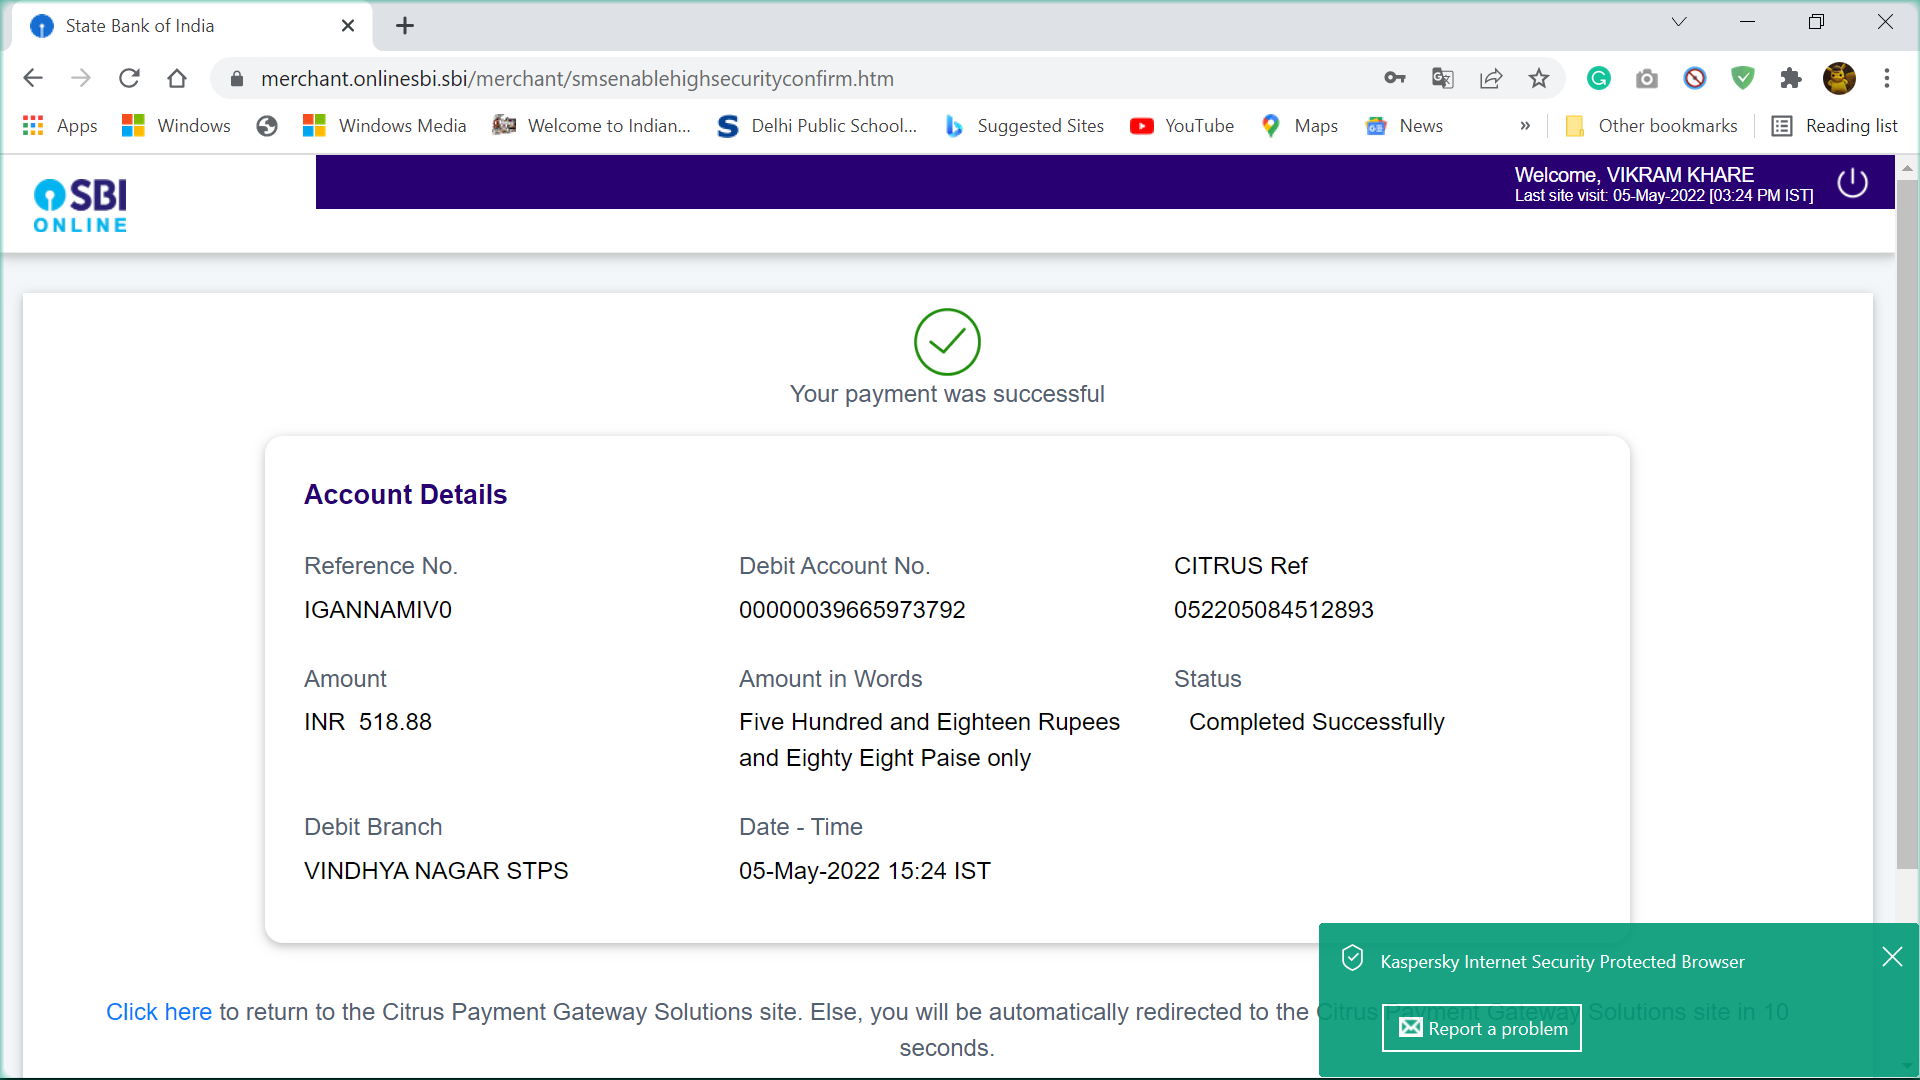 State Bank of India
merchant.onlinesbi.sbi/merchant/smsenablehighsecurityconfirm.htm
Apps Windows Windows Media Welcome to Indian... Delhi Public School... Suggested Sites YouTube Maps News » Other bookmarks Reading list
SBI
ONLINE
Welcome, VIKRAM KHARE
Last site visit: 05-May-2022 [03:24 PM IST]
Your payment was successful
Account Details
Reference No. Debit Account No. CITRUS Ref
IGANNAMIV0 00000039665973792 052205084512893
Amount Amount in Words Status
INR 518.88 Five Hundred and Eighteen Rupees Completed Successfully
and Eighty Eight Paise only
Debit Branch Date - Time
VINDHYA NAGAR STPS 05-May-2022 15:24 IST
Kaspersky Internet Security Protected Browser
Click here to return to the Citrus Payment Gateway Solutions site. Else, you will be automatically redirected to the Citrus Payment Gateway Solutions site in 10
Report a problem
seconds.